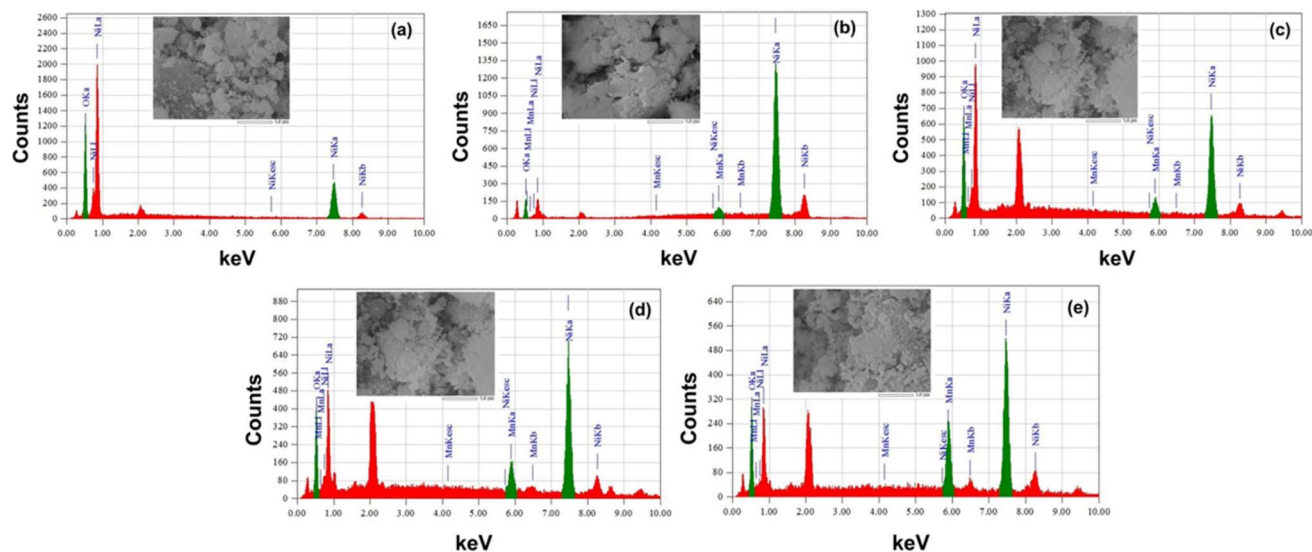 (a)
Counts
2600
2400
2200
2000
1800
1600
1400
1200
1000
800
600
400
200
0
OKa
NiLl
NiLa
NiKesc
NiKa
NiKb
0.00 1.00 2.00 3.00 4.00 5.00 6.00 7.00 8.00 9.00 10.00
keV
(b)
Counts
1650
1500
1350
1200
1050
900
750
600
450
300
150
0
OKa
MnLl
MnLa
NiLl
NiLa
MnKesc
NiKesc
MnKa
MnKb
NiKa
NiKb
0.00 1.00 2.00 3.00 4.00 5.00 6.00 7.00 8.00 9.00 10.00
keV
(c)
Counts
1300
1200
1100
1000
900
800
700
600
500
400
300
200
100
0
MnLl
OKa
MnLa
NiLl
NiLa
MnKesc
NiKesc
MnKa
MnKb
NiKa
NiKb
0.00 1.00 2.00 3.00 4.00 5.00 6.00 7.00 8.00 9.00 10.00
keV
(d)
Counts
880
800
720
640
560
480
400
320
240
160
80
0.00
OKa
MnLl
MnLa
NiLl
NiLa
MnKesc
NiKesc
MnKa
MnKb
NiKa
NiKb
0.00 1.00 2.00 3.00 4.00 5.00 6.00 7.00 8.00 9.00 10.00
keV
(e)
Counts
640
560
480
400
320
240
160
80
0
OKa
MnLl
MnLa
NiLl
NiLa
MnKesc
NiKesc
MnKa
MnKb
NiKa
NiKb
0.00 1.00 2.00 3.00 4.00 5.00 6.00 7.00 8.00 9.00 10.00
keV